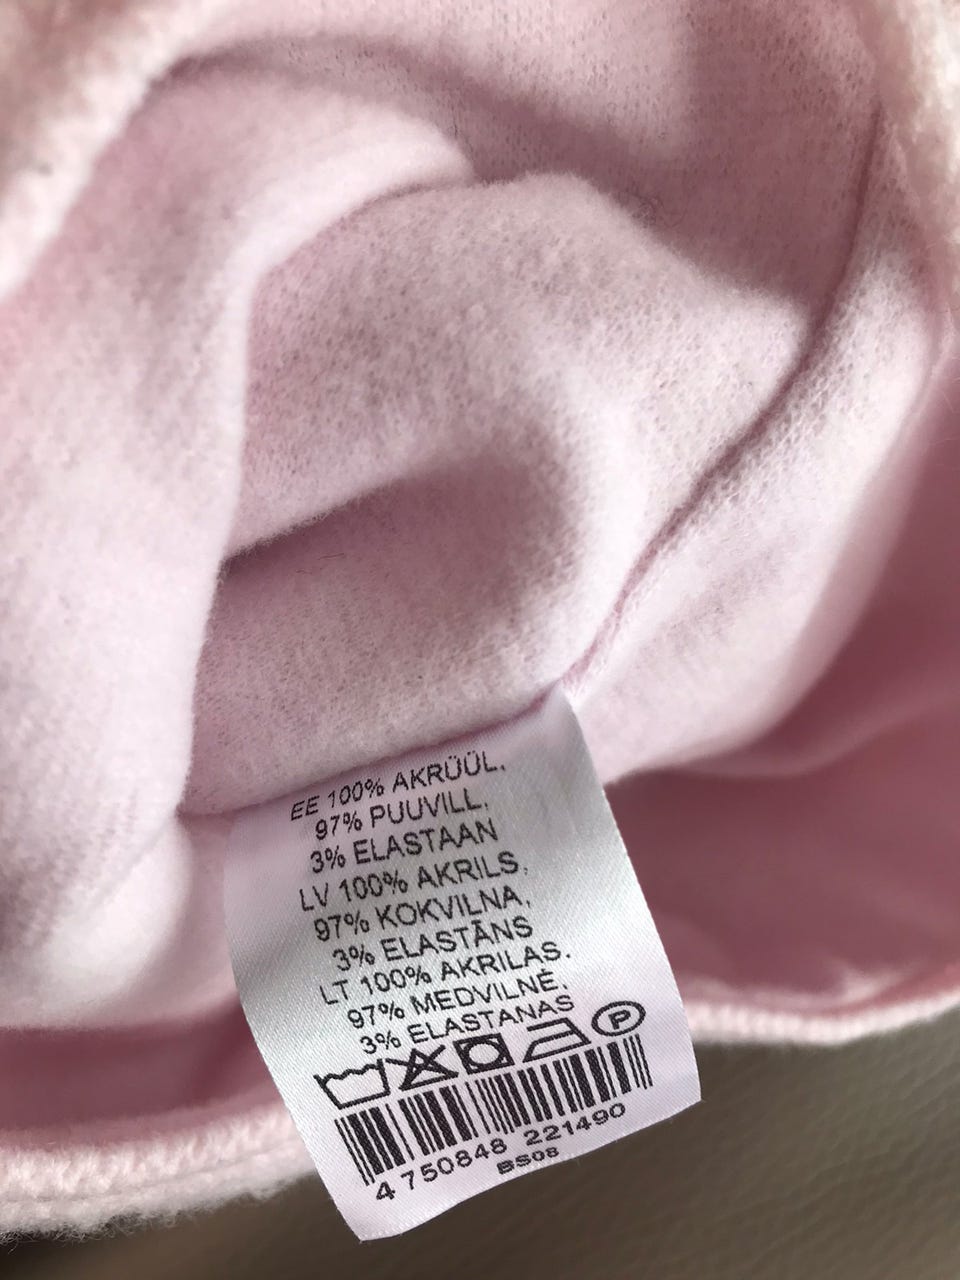 EE 100% AKRÜÜL,
97% PUUVILL,
3% ELASTAAN
LV 100% AKRILS,
97% KOKVILNA,
3% ELASTĀNS
LT 100% AKRILAS.
97% MEDVILNĖ,
3% ELASTANAS
P
4 750848 221490
BS08